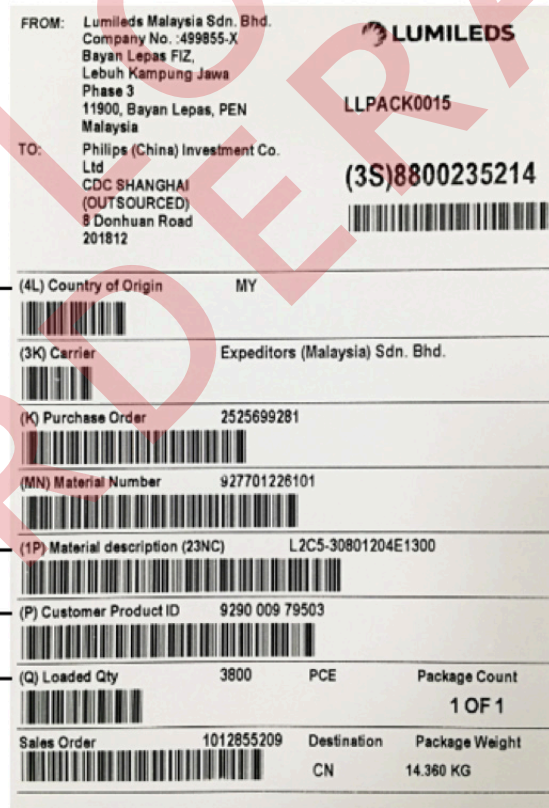 FROM: Lumileds Malaysia Sdn. Bhd.
Company No. :499855-X
Bayan Lepas FIZ,
Lebuh Kampung Jawa
Phase 3
11900, Bayan Lepas, PEN
Malaysia
TO: Philips (China) Investment Co.
Ltd
CDC SHANGHAI
(OUTSOURCED)
8 Donhuan Road
201812
LUMILEDS
LLPACK0015
(3S)8800235214
(4L) Country of Origin MY
(3K) Carrier Expeditors (Malaysia) Sdn. Bhd.
(K) Purchase Order 2525699281
(MN) Material Number 927701226101
(1P) Material description (23NC) L2C5-30801204E1300
(P) Customer Product ID 9290 009 79503
(Q) Loaded Qty 3800 PCE Package Count
1 OF 1
Sales Order 1012855209 Destination Package Weight
CN 14.360 KG